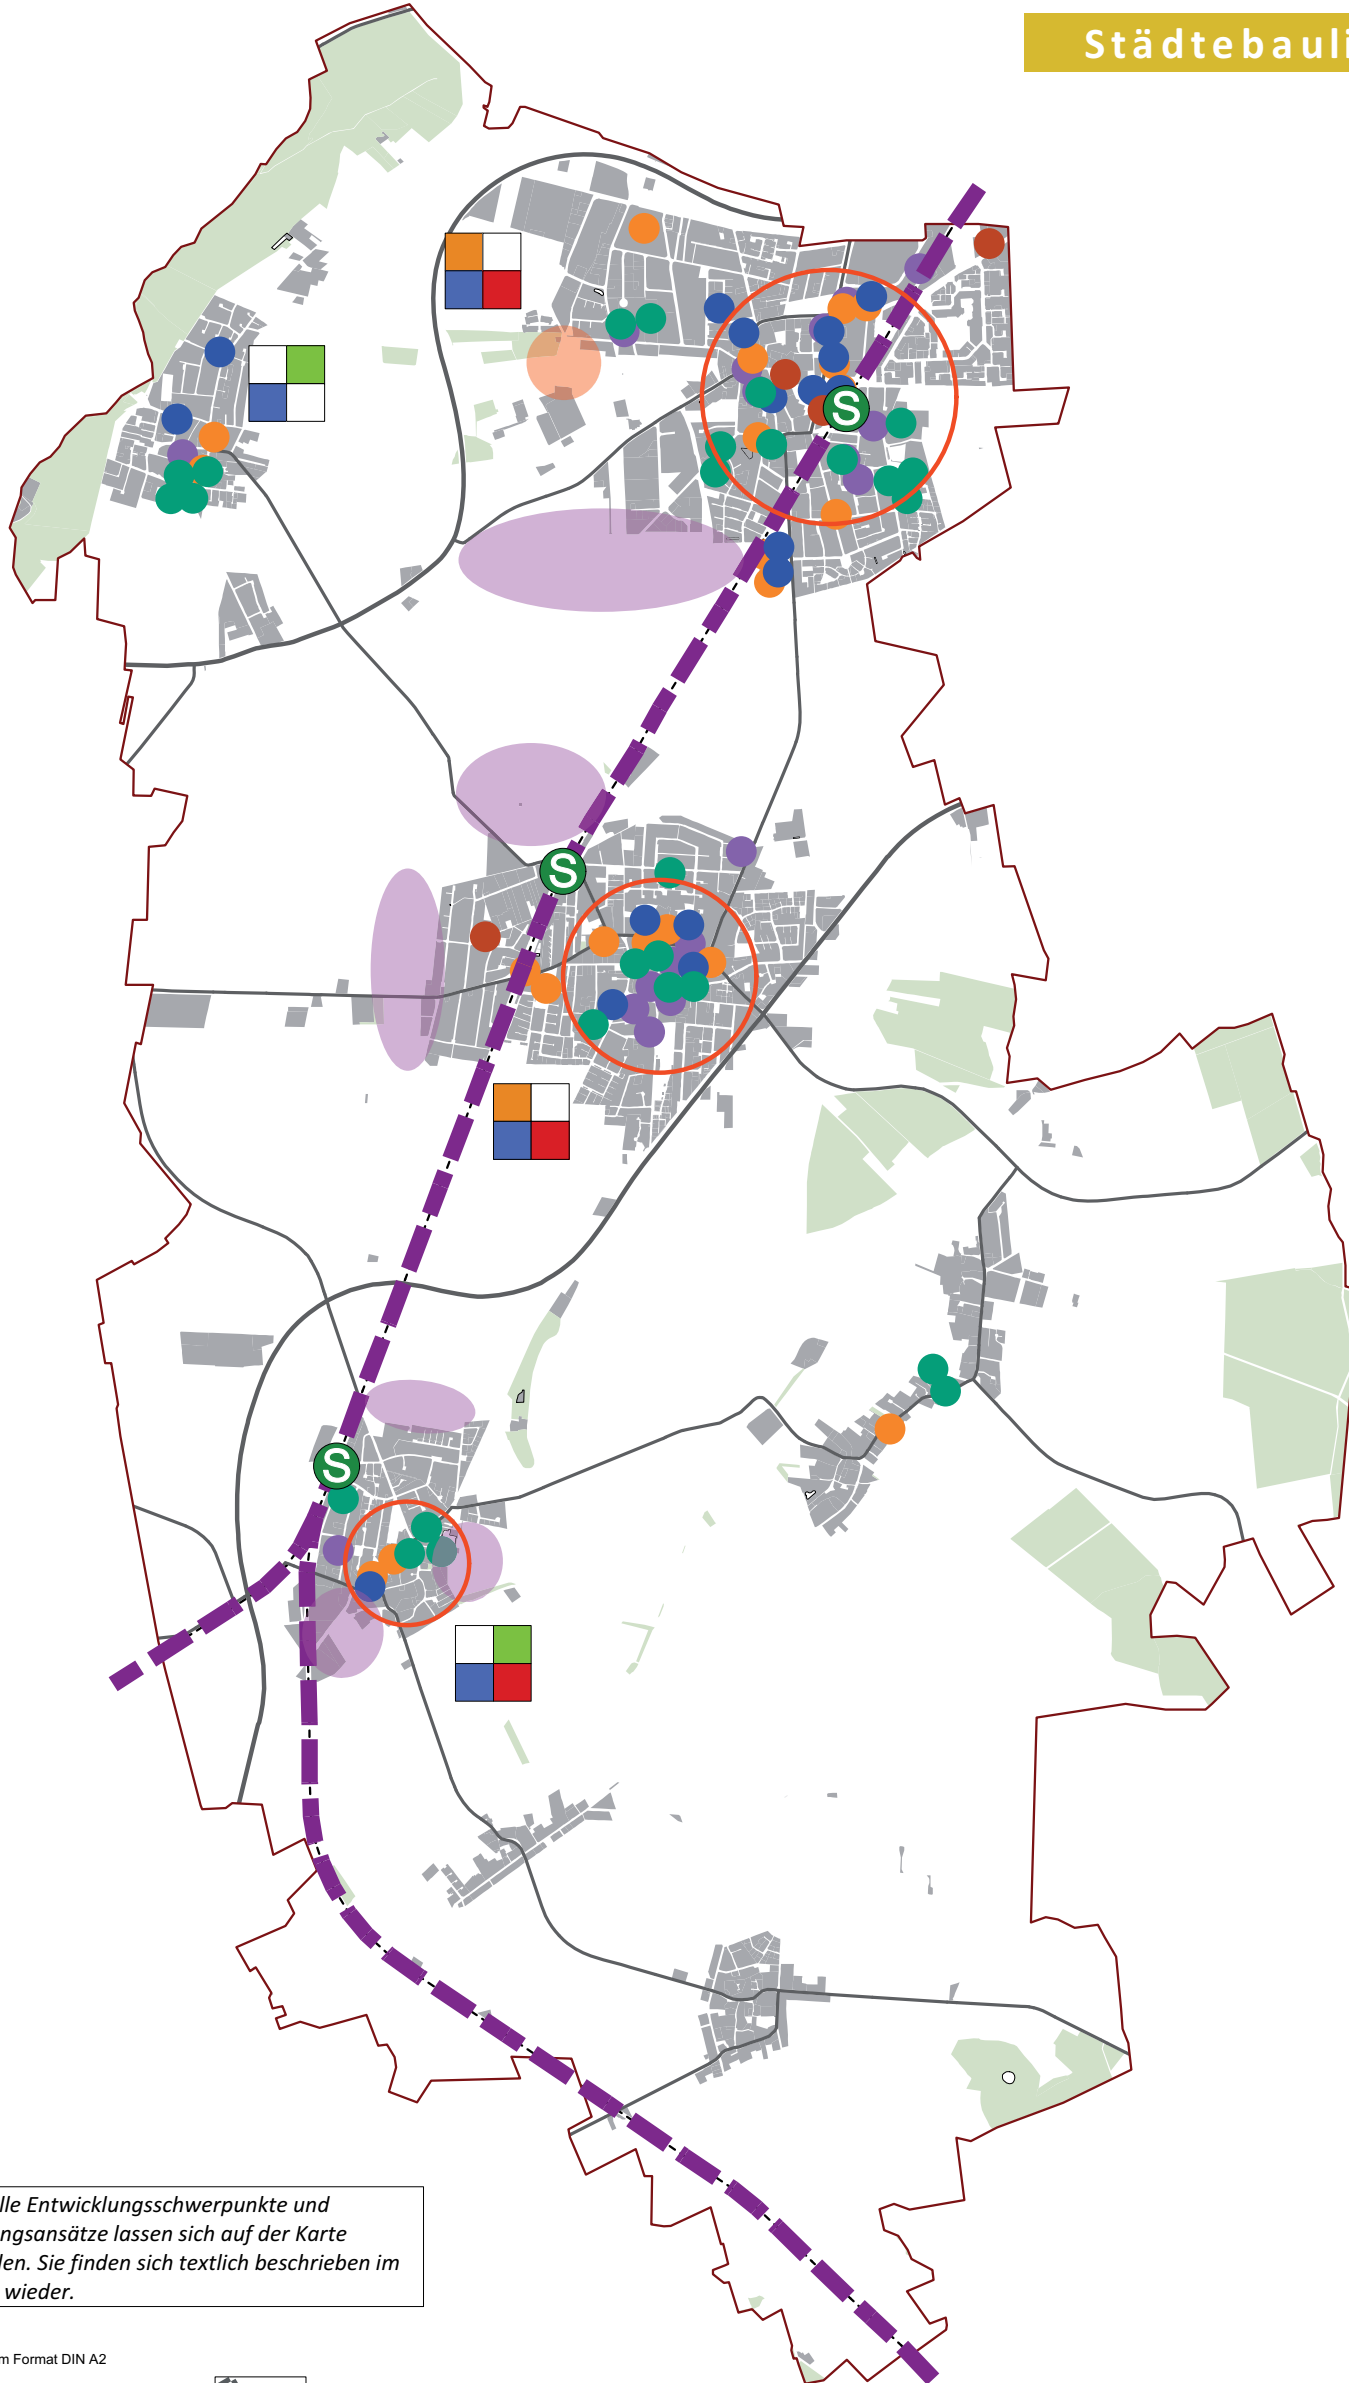 Städtebauli
S
S
S
lle Entwicklungsschwerpunkte und
ngsansätze lassen sich auf der Karte
len. Sie finden sich textlich beschrieben im
wieder.
m Format DIN A2